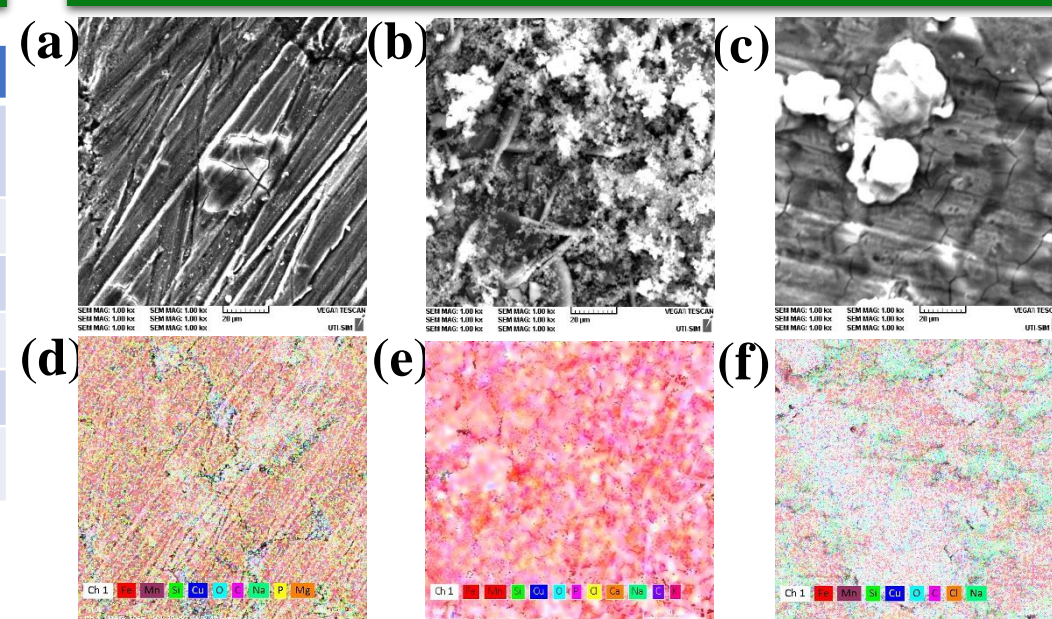 (a)
(b)
(c)
SEM MAG: 1.00 kx SEM MAG: 1.00 kx
SEM MAG: 1.00 kx SEM MAG: 1.00 kx 20 µm
SEM MAG: 1.00 kx SEM MAG: 1.00 kx
VEGA\\ TESCAN
UTI-SIM
SEM MAG: 1.00 kx SEM MAG: 1.00 kx
SEM MAG: 1.00 kx SEM MAG: 1.00 kx 20 µm
SEM MAG: 1.00 kx SEM MAG: 1.00 kx
VEGA\\ TESCAN
UTI-SIM
SEM MAG: 1.00 kx SEM MAG: 1.00 kx
SEM MAG: 1.00 kx SEM MAG: 1.00 kx 20 µm
SEM MAG: 1.00 kx SEM MAG: 1.00 kx
VEGA\\ TESC
UTI-SIM
(d)
(e)
(f)
Ch 1 Fe Mn Si Cu O C Na P Mg
Ch 1 Fe Mn Si Cu O P Cl Ca Na C K
Ch 1 Fe Mn Si Cu O C Cl Na